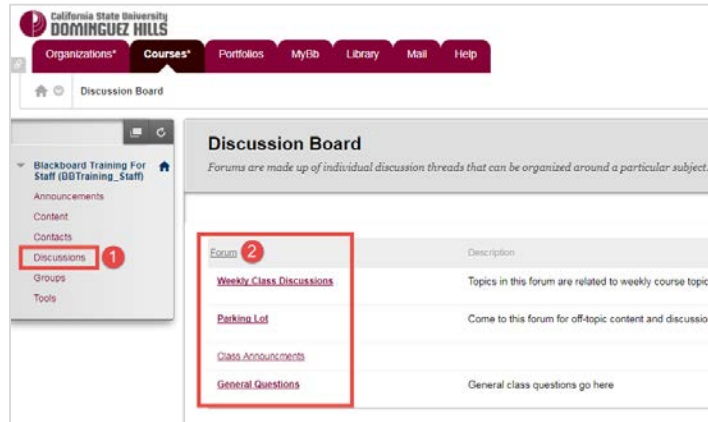 California State University
DOMINGUEZ HILLS
Organizations* Courses* Portfolios MyBb Library Mail Help
Discussion Board
Discussion Board
Forums are made up of individual discussion threads that can be organized around a particular subject.
Blackboard Training For
Staff (BBTraining_Staff)
Announcements
Content
Contacts
Discussions 1
Groups
Tools
Forum 2 Description
Weekly Class Discussions Topics in this forum are related to weekly course topic
Parking Lot Come to this forum for off-topic content and discussio
Class Announcments
General Questions General class questions go here